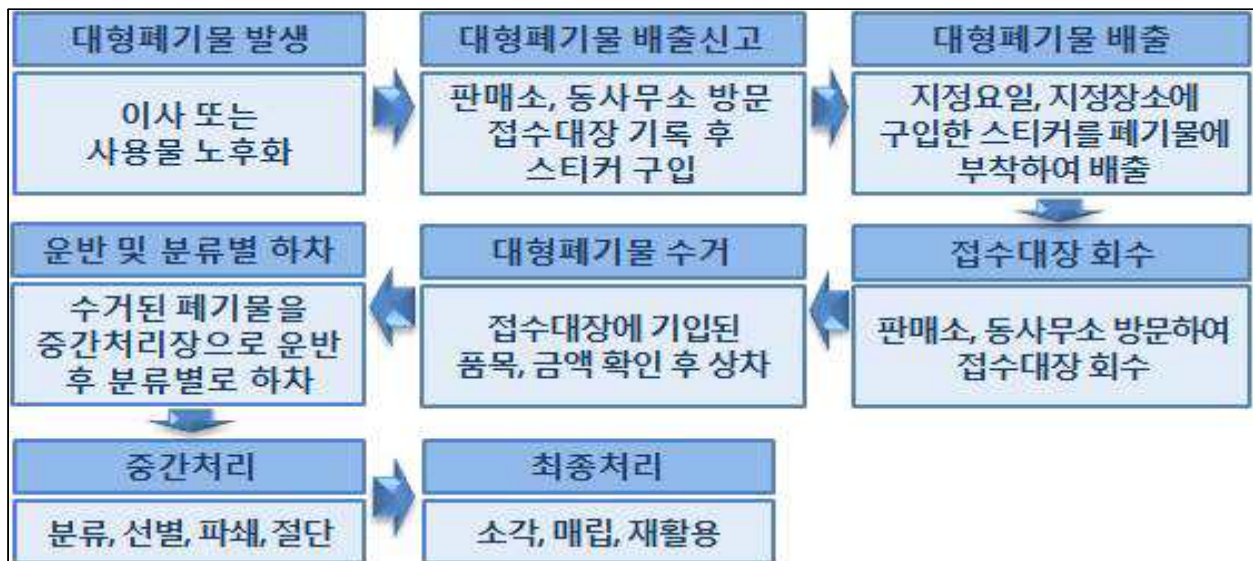 대형폐기물 발생
이사 또는
사용물 노후화
대형폐기물 배출신고
판매소, 동사무소 방문
접수대장 기록 후
스티커 구입
대형폐기물 배출
지정요일, 지정장소에
구입한 스티커를 폐기물에
부착하여 배출
접수대장 회수
판매소, 동사무소 방문하여
접수대장 회수
대형폐기물 수거
접수대장에 기입된
품목, 금액 확인 후 상차
운반 및 분류별 하차
수거된 폐기물을
중간처리장으로 운반
후 분류별로 하차
중간처리
분류, 선별, 파쇄, 절단
최종처리
소각, 매립, 재활용